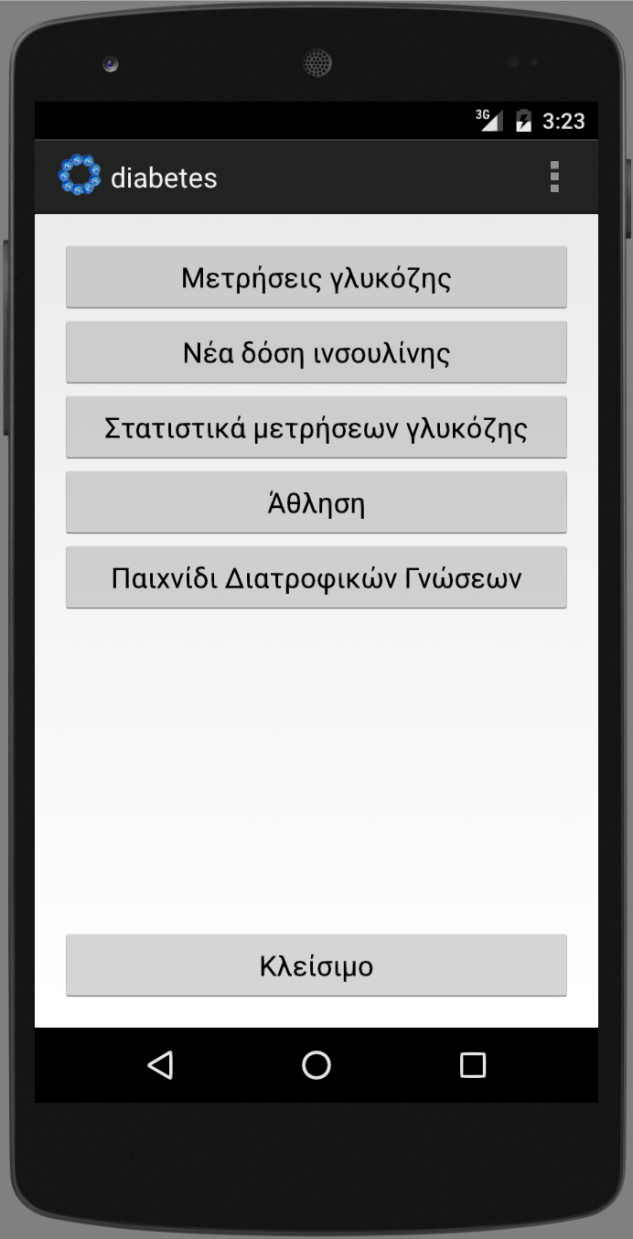 3G 3:23
diabetes
Μετρήσεις γλυκόζης
Νέα δόση ινσουλίνης
Στατιστικά μετρήσεων γλυκόζης
Άθληση
Παιχνίδι Διατροφικών Γνώσεων
Κλείσιμο